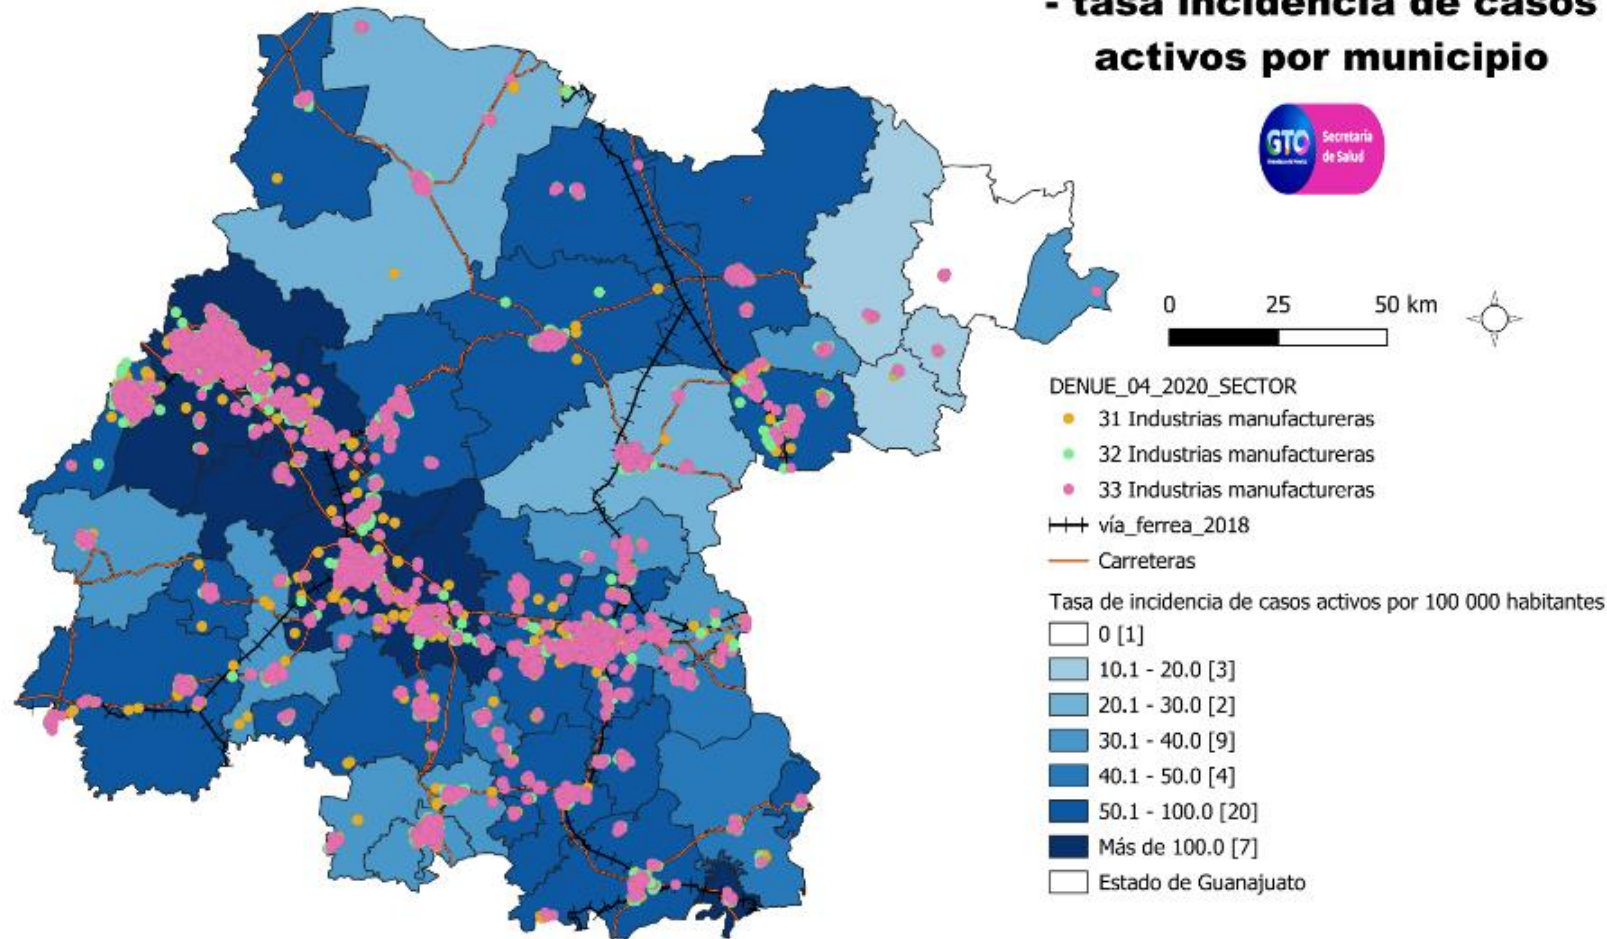 - tasa incidencia de casos
activos por municipio
GTO
Secretaría
de Salud
0 25 50 km
DENUE_04_2020_SECTOR
31 Industrias manufactureras
32 Industrias manufactureras
33 Industrias manufactureras
vía_ferrea_2018
Carreteras
Tasa de incidencia de casos activos por 100 000 habitantes
0 [1]
10.1 - 20.0 [3]
20.1 - 30.0 [2]
30.1 - 40.0 [9]
40.1 - 50.0 [4]
50.1 - 100.0 [20]
Más de 100.0 [7]
Estado de Guanajuato